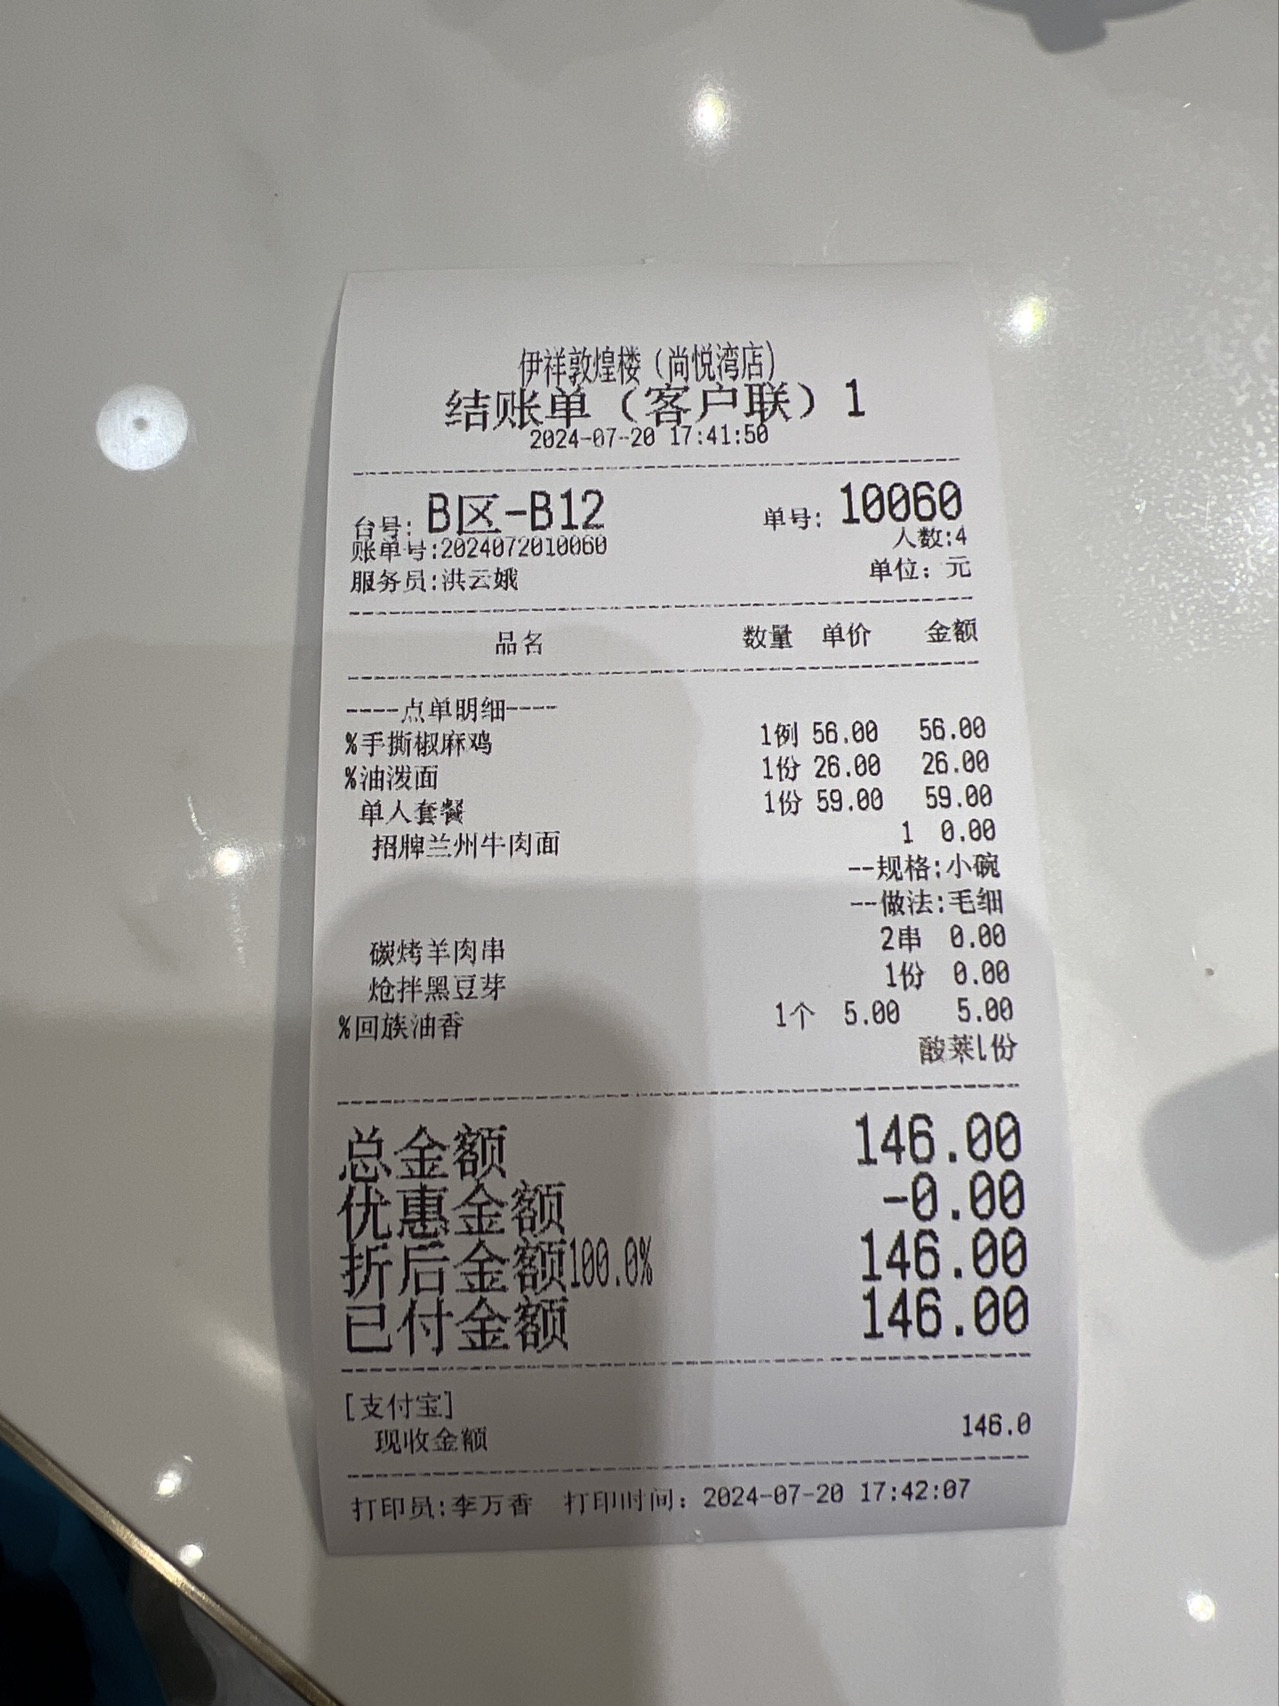 伊祥敦煌楼（尚悦湾店）
结账单（客户联）1
2024-07-20 17:41:50
台号: B区-B12 单号: 10060
账单号:2024072010060 人数:4
服务员:洪云娥 单位: 元
品名 数量 单价 金额
----点单明细----
%手撕椒麻鸡 1例 56.00 56.00
%油泼面 1份 26.00 26.00
单人套餐 1份 59.00 59.00
招牌兰州牛肉面 1 0.00
--规格:小碗
--做法:毛细
碳烤羊肉串 2串 0.00
炝拌黑豆芽 1份 0.00
%回族油香 1个 5.00 5.00
酸菜1份
总金额 146.00
优惠金额 -0.00
折后金额100.0% 146.00
已付金额 146.00
[支付宝]
现收金额 146.0
打印员:李万香 打印时间: 2024-07-20 17:42:07